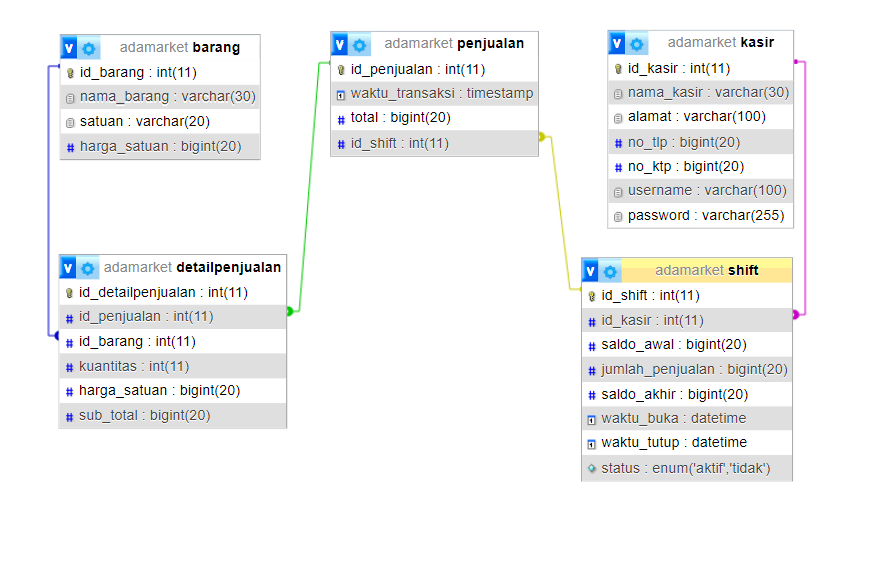 adamarket barang
id_barang : int(11)
nama_barang : varchar(30)
satuan : varchar(20)
harga_satuan : bigint(20)
adamarket penjualan
id_penjualan : int(11)
waktu_transaksi : timestamp
total : bigint(20)
id_shift : int(11)
adamarket kasir
id_kasir : int(11)
nama_kasir : varchar(30)
alamat : varchar(100)
no_tlp : bigint(20)
no_ktp : bigint(20)
username : varchar(100)
password : varchar(255)
adamarket detailpenjualan
id_detailpenjualan : int(11)
id_penjualan : int(11)
id_barang : int(11)
kuantitas : int(11)
harga_satuan : bigint(20)
sub_total : bigint(20)
adamarket shift
id_shift : int(11)
id_kasir : int(11)
saldo_awal : bigint(20)
jumlah_penjualan : bigint(20)
saldo_akhir : bigint(20)
waktu_buka : datetime
waktu_tutup : datetime
status : enum('aktif','tidak')